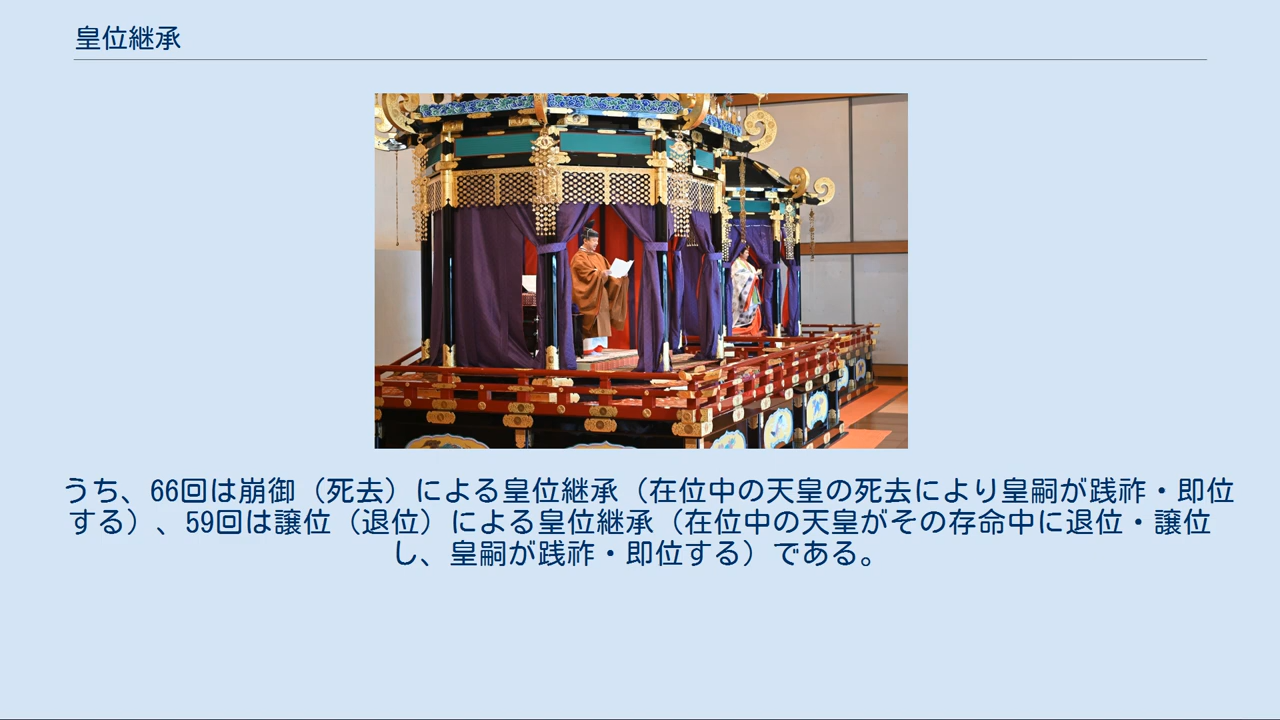 皇位継承
うち、66回は崩御（死去）による皇位継承（在位中の天皇の死去により皇嗣が践祚・即位
する）、59回は譲位（退位）による皇位継承（在位中の天皇がその存命中に退位・譲位
し、皇嗣が践祚・即位する）である。